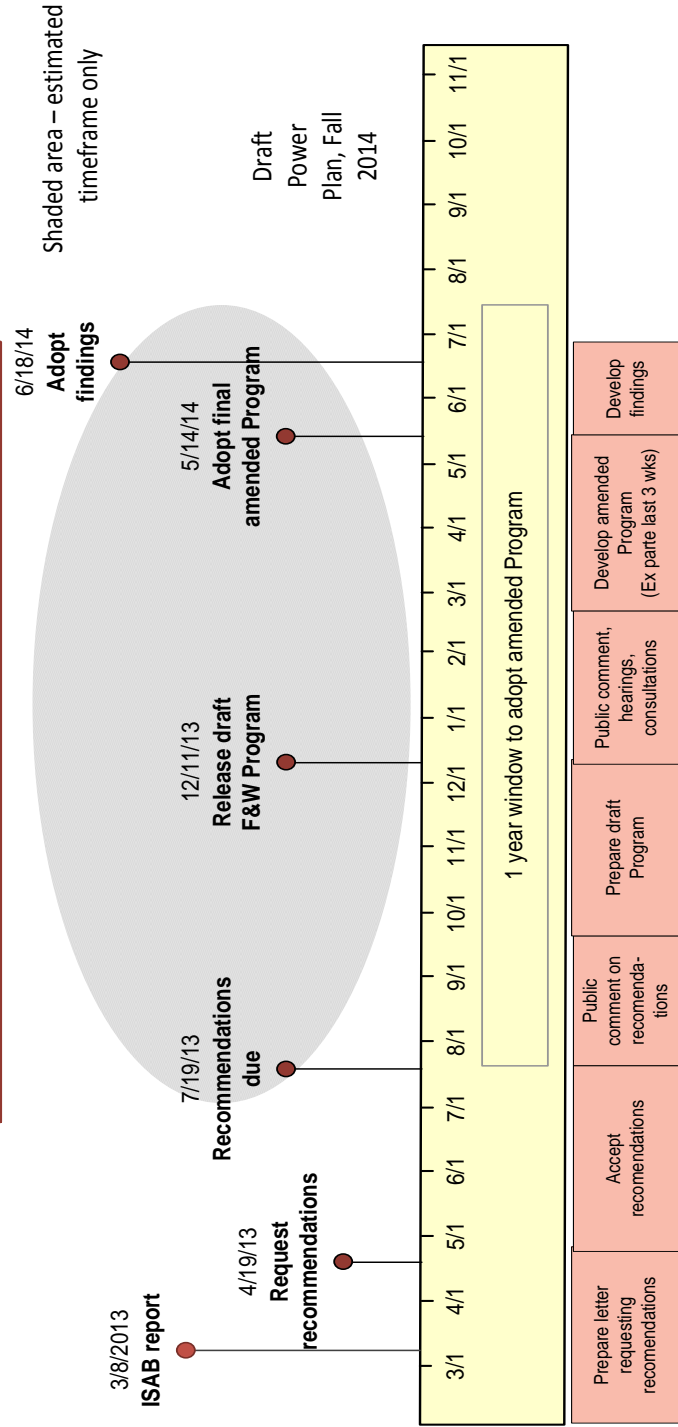 Shaded area – estimated
timeframe only
3/8/2013
ISAB report
4/19/13
Request
recommendations
7/19/13
Recommendations
due
12/11/13
Release draft
F&W Program
5/14/14
Adopt final
amended Program
6/18/14
Adopt
findings
Draft
Power
Plan, Fall
2014
3/1 4/1 5/1 6/1 7/1 8/1 9/1 10/1 11/1 12/1 1/1 2/1 3/1 4/1 5/1 6/1 7/1 8/1 9/1 10/1 11/1
1 year window to adopt amended Program
Prepare letter
requesting
recomendations
Accept
recomendations
Public
comment on
recomenda-
tions
Prepare draft
Program
Public comment,
hearings,
consultations
Develop amended
Program
(Ex parte last 3 wks)
Develop
findings